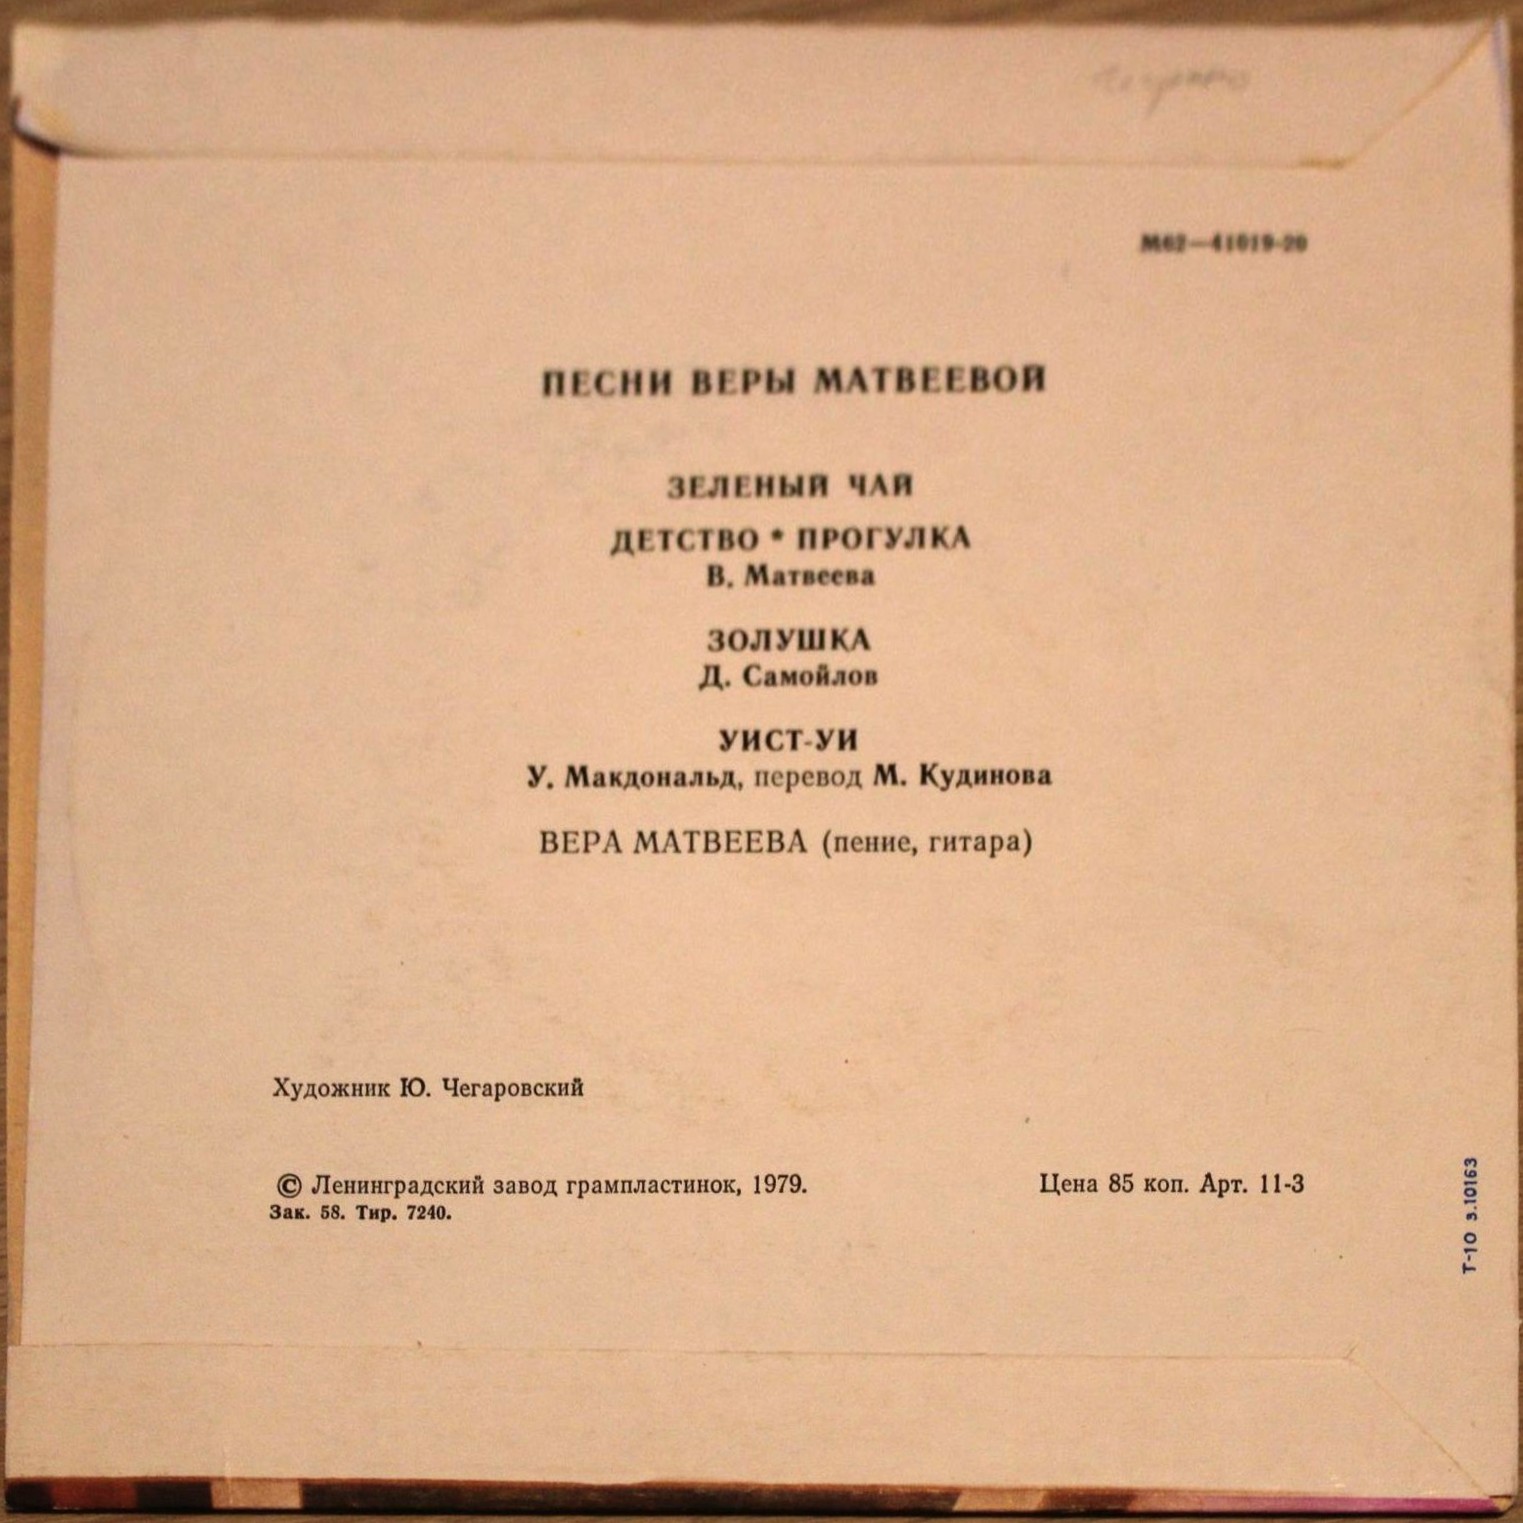 М62—41019-20
ПЕСНИ ВЕРЫ МАТВЕЕВОЙ
ЗЕЛЕНЫЙ ЧАЙ
ДЕТСТВО * ПРОГУЛКА
В. Матвеева
ЗОЛУШКА
Д. Самойлов
УИСТ-УИ
У. Макдональд, перевод М. Кудинова
ВЕРА МАТВЕЕВА (пение, гитара)
Художник Ю. Чегаровский
© Ленинградский завод грампластинок, 1979.
Зак. 58. Тир. 7240.
Цена 85 коп. Арт. 11-3
Т-10 з.10163